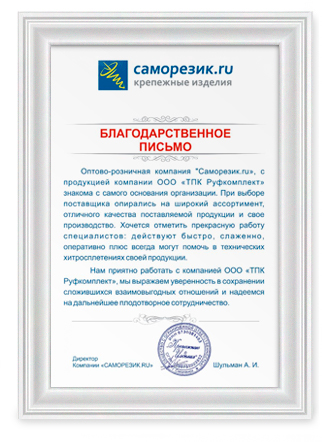 саморезик.ru
крепежные изделия
БЛАГОДАРСТВЕННОЕ
ПИСЬМО
Оптово-розничная компания "Саморезик.ru», с
продукцией компании ООО «ТПК Руфкомплект»
знакома с самого основания организации. При выборе
поставщика опирались на широкий ассортимент,
отличного качества поставляемой продукции и свое
производство. Хочется отметить прекрасную работу
специалистов: действуют быстро, слаженно,
оперативно плюс всегда могут помочь в технических
хитросплетениях своей продукции.
Нам приятно работать с компанией ООО «ТПК
Руфкомплект», мы выражаем уверенность в сохранении
сложившихся взаимовыгодных отношений и надеемся
на дальнейшее плодотворное сотрудничество.
Директор
Компании «САМОРЕЗИК.RU»
Шульман А. И.